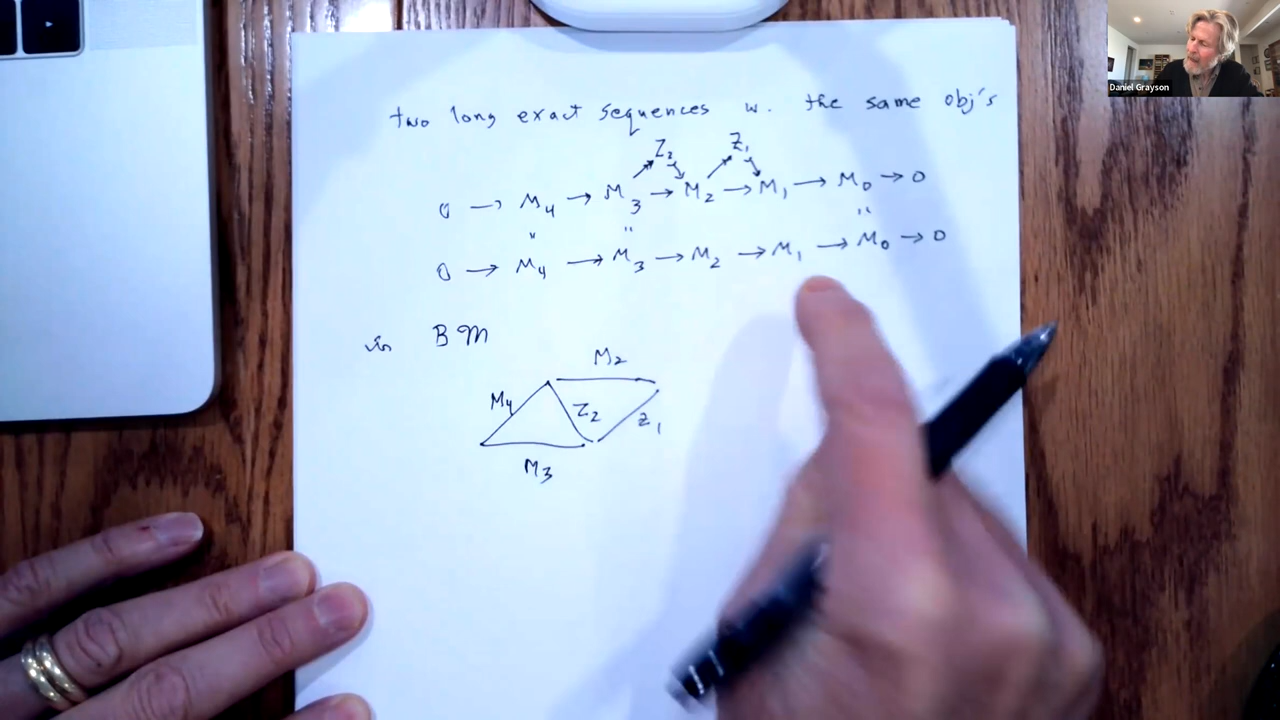 Daniel Grayson
two long exact sequences w. the same obj's
Z₂ Z₁
0 → M₄ → M₃ → M₂ → M₁ → M₀ → 0
" " "
0 → M₄ → M₃ → M₂ → M₁ → M₀ → 0
in B M
M₂
M₄ Z₂ Z₁
M₃